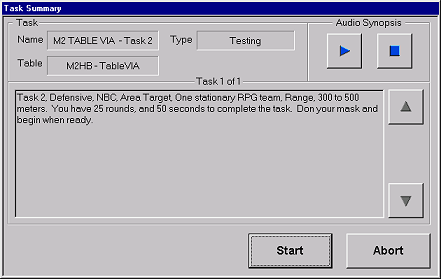 Task Summary
Task
Audio Synopsis
Name M2 TABLE VIA - Task 2 Type Testing
Table M2HB - TableVIA
Task 1 of 1
Task 2, Defensive, NBC, Area Target, One stationary RPG team, Range, 300 to 500
meters. You have 25 rounds, and 50 seconds to complete the task. Don your mask and
begin when ready.
Start Abort